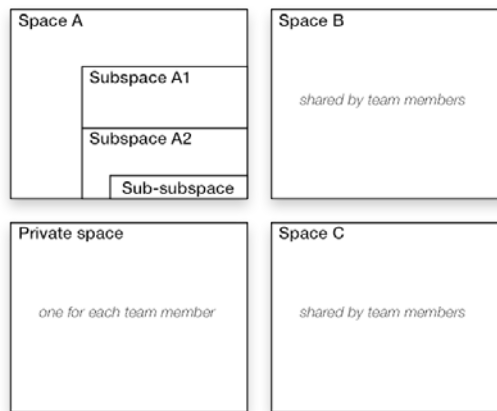 Space A
Subspace A1
Subspace A2
Sub-subspace
Space B
shared by team members
Private space
one for each team member
Space C
shared by team members